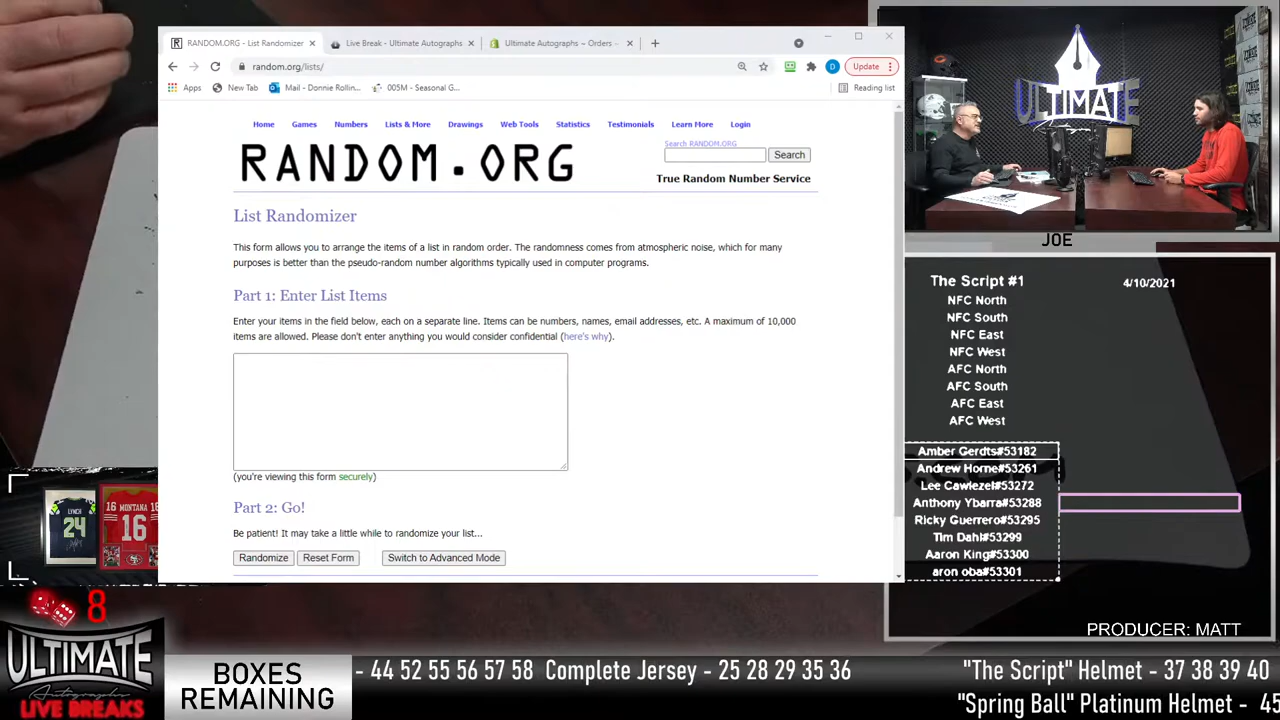 RANDOM.ORG - List Randomizer
Live Break - Ultimate Autographs
Ultimate Autographs ~ Orders ~
random.org/lists/
D
Update
Apps
New Tab
Mail - Donnie Rollin...
005M - Seasonal G...
Reading list
Home
Games
Numbers
Lists & More
Drawings
Web Tools
Statistics
Testimonials
Learn More
Login
RANDOM.ORG
Search RANDOM.ORG
Search
True Random Number Service
List Randomizer
This form allows you to arrange the items of a list in random order. The randomness comes from atmospheric noise, which for many
purposes is better than the pseudo-random number algorithms typically used in computer programs.
Part 1: Enter List Items
Enter your items in the field below, each on a separate line. Items can be numbers, names, email addresses, etc. A maximum of 10,000
items are allowed. Please don't enter anything you would consider confidential (here's why).
(you're viewing this form securely)
Part 2: Go!
Be patient! It may take a little while to randomize your list...
Randomize
Reset Form
Switch to Advanced Mode
ULTIMATE
JOE
The Script #1
4/10/2021
NFC North
NFC South
NFC East
NFC West
AFC North
AFC South
AFC East
AFC West
Amber Gerdts#53182
Andrew Horne#53261
Lee Cawlezel#53272
Anthony Ybarra#53288
Ricky Guerrero#53295
Tim Dahl#53299
Aaron King#53300
aron oba#53301
PRODUCER: MATT
LYNCH
24
MONTANA
16
8
ULTIMATE
Autographs
LIVE BREAKS
BOXES
REMAINING
- 44 52 55 56 57 58 Complete Jersey - 25 28 29 35 36
"The Script" Helmet - 37 38 39 40
"Spring Ball" Platinum Helmet - 45